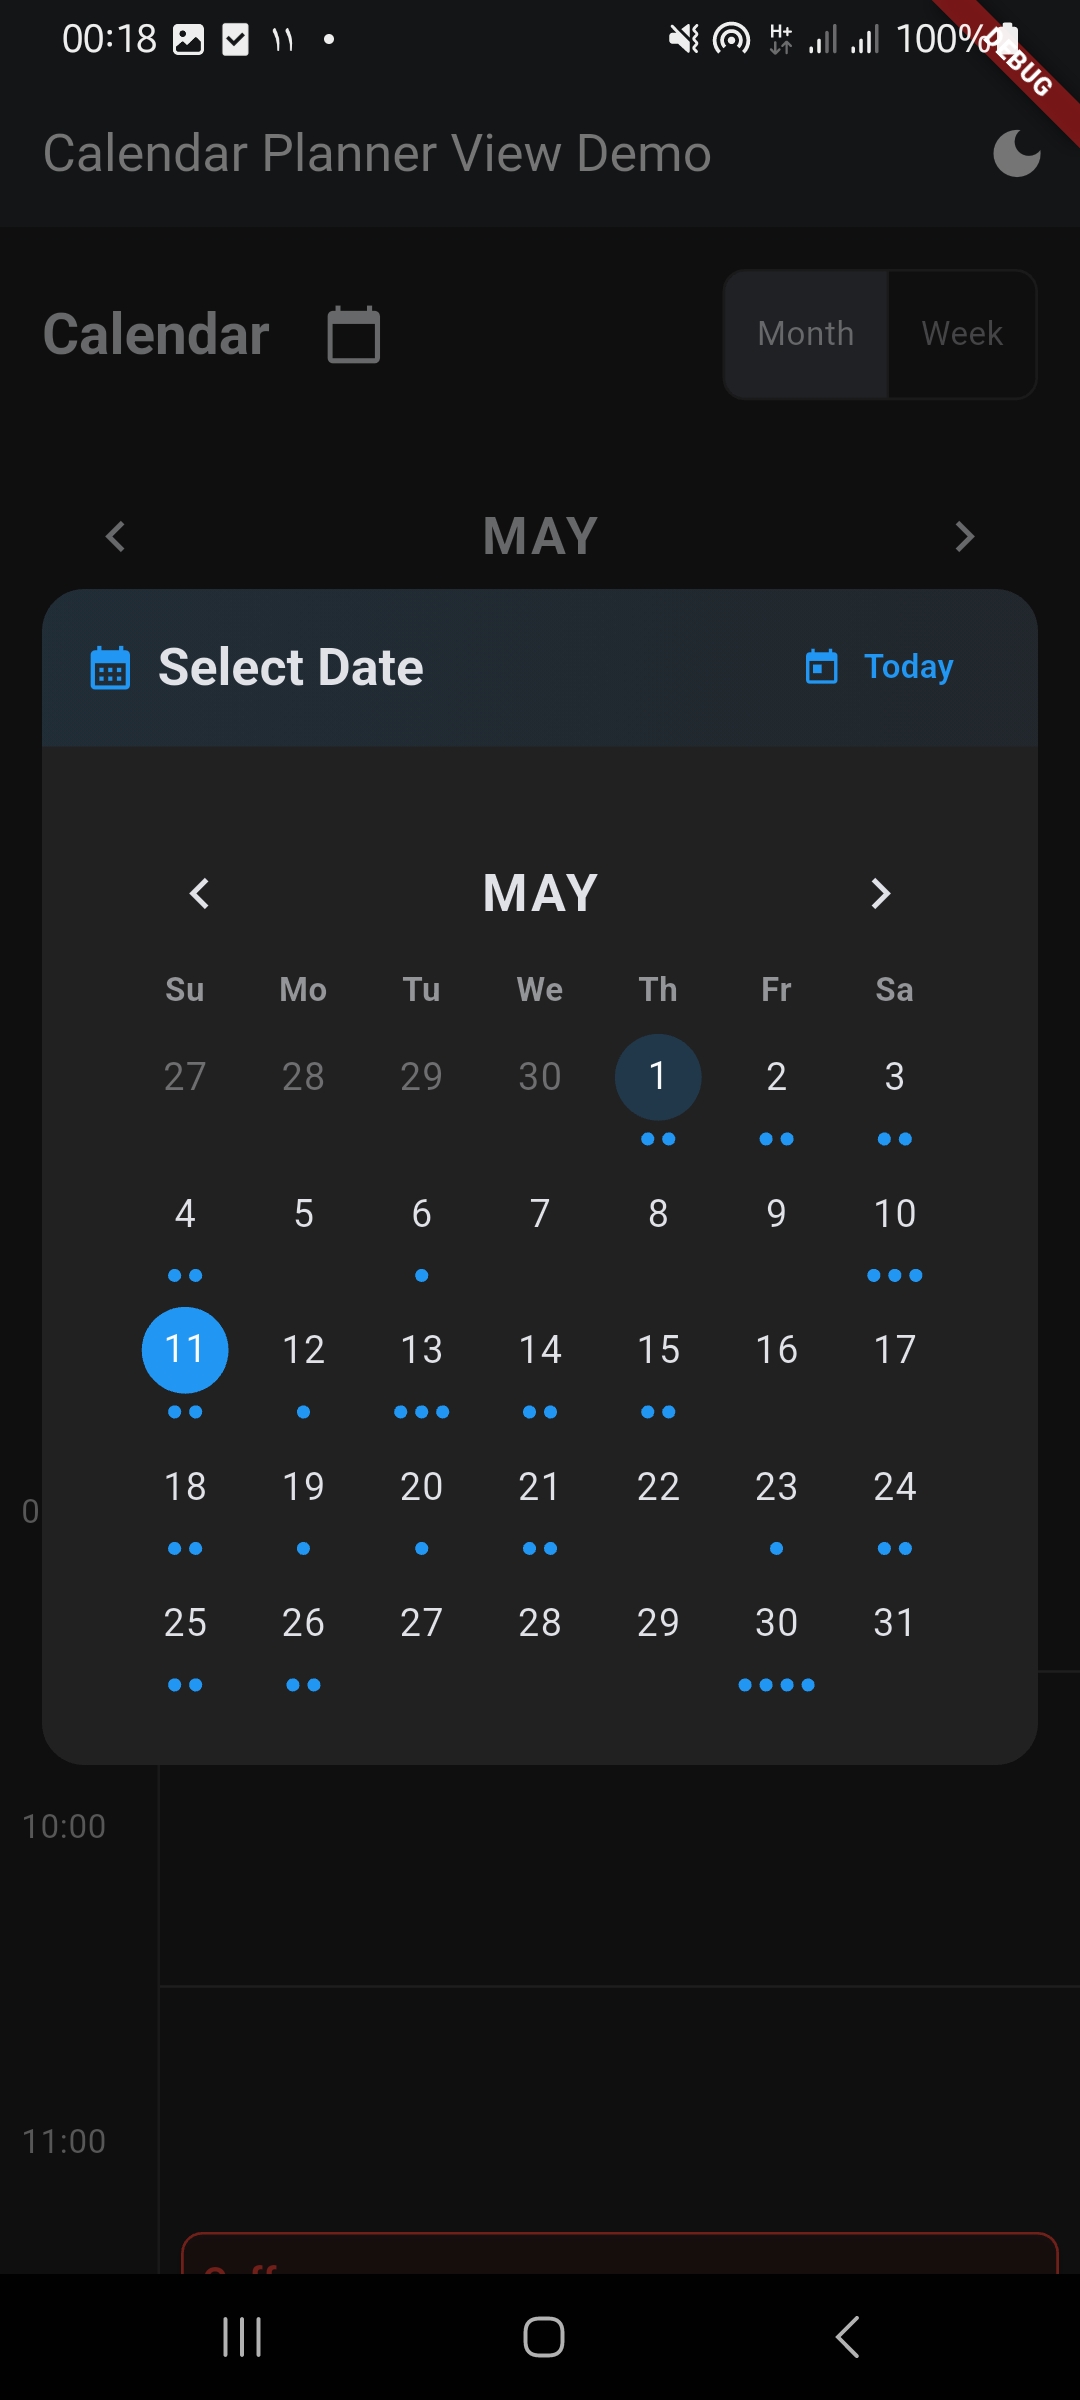 00:18 ١١ H+ 100%
DEBUG
Calendar Planner View Demo
Calendar Month Week
MAY
Select Date Today
MAY
Su Mo Tu We Th Fr Sa
27 28 29 30 1 2 3
4 5 6 7 8 9 10
11 12 13 14 15 16 17
18 19 20 21 22 23 24
25 26 27 28 29 30 31
10:00
11:00